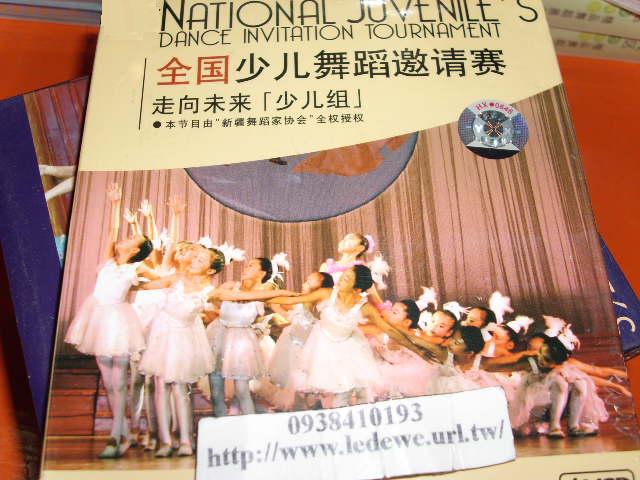 NATIONAL JUVENILE'S
DANCE INVITATION TOURNAMENT
全国少儿舞蹈邀请赛
走向未来「少儿组」
●本节目由"新疆舞蹈家协会"全权授权
HX●0846
0938410193
http://www.ledewe.url.tw/